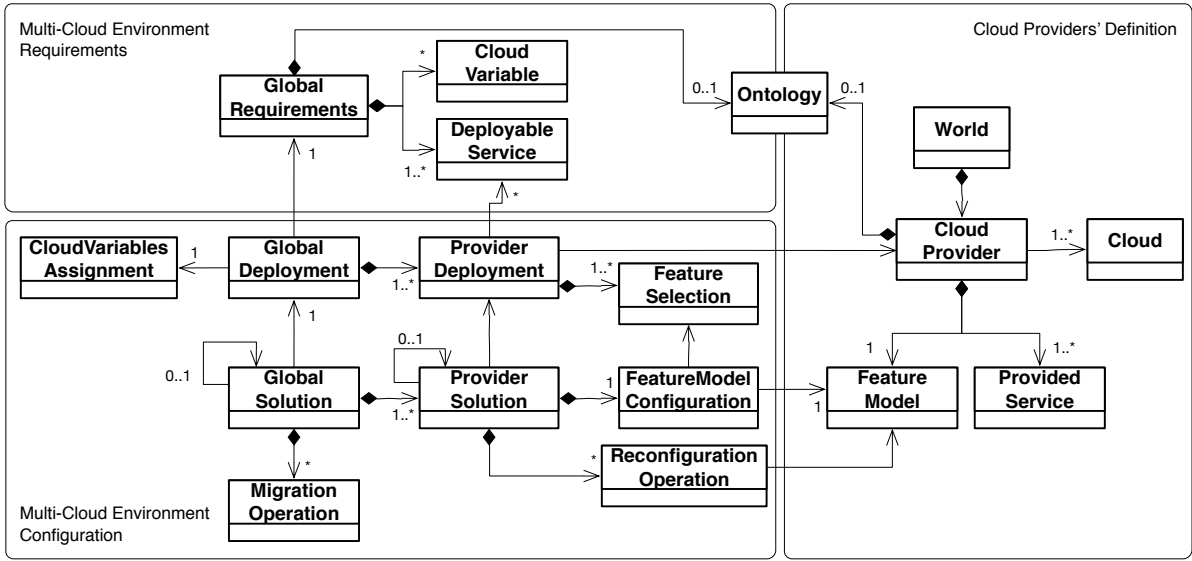 Multi-Cloud Environment
Requirements
Cloud Providers' Definition
*
Cloud
Variable
Global
Requirements
0..1
Ontology
0..1
Deployable
Service
World
1
1..*
*
CloudVariables
Assignment
1
Global
Deployment
1..*
Provider
Deployment
Cloud
Provider
1..*
Cloud
1..*
Feature
Selection
1
0..1
0..1
1
1..*
Global
Solution
1..*
Provider
Solution
1
FeatureModel
Configuration
1
Feature
Model
Provided
Service
*
*
Reconfiguration
Operation
Migration
Operation
Multi-Cloud Environment
Configuration